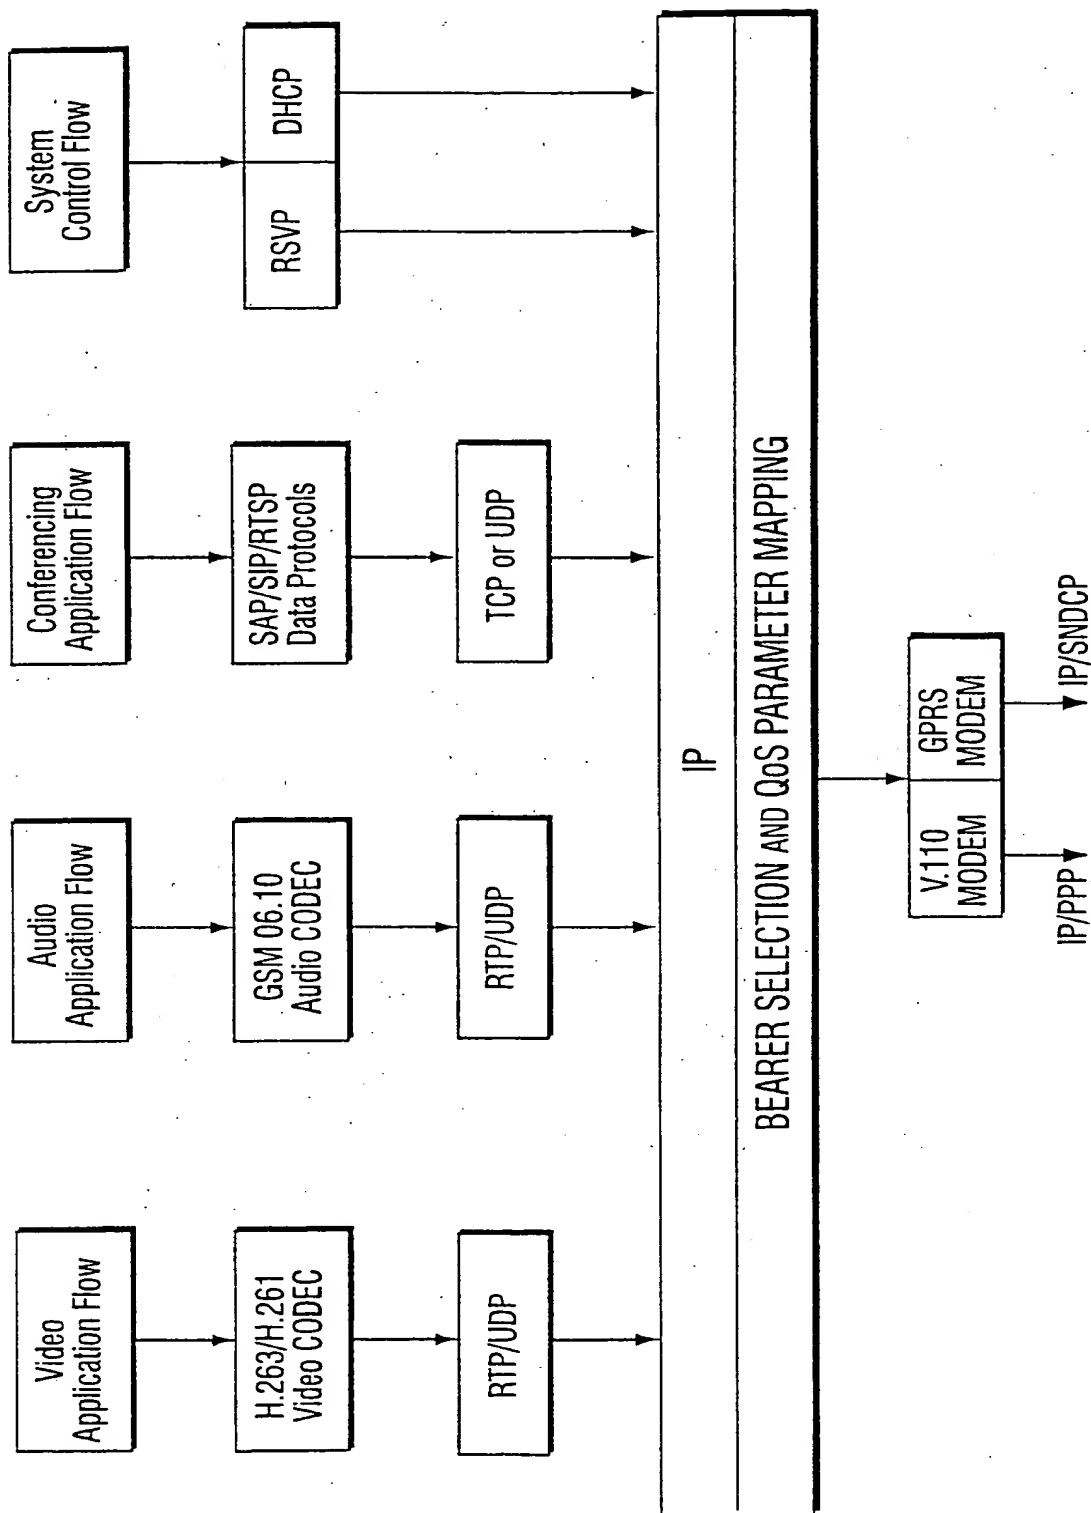 Video
Application Flow
Audio
Application Flow
Conferencing
Application Flow
System
Control Flow
H.263/H.261
Video CODEC
GSM 06.10
Audio CODEC
SAP/SIP/RTSP
Data Protocols
RSVP
DHCP
RTP/UDP
RTP/UDP
TCP or UDP
IP
BEARER SELECTION AND QoS PARAMETER MAPPING
V.110
MODEM
GPRS
MODEM
IP/PPP
IP/SNDCP